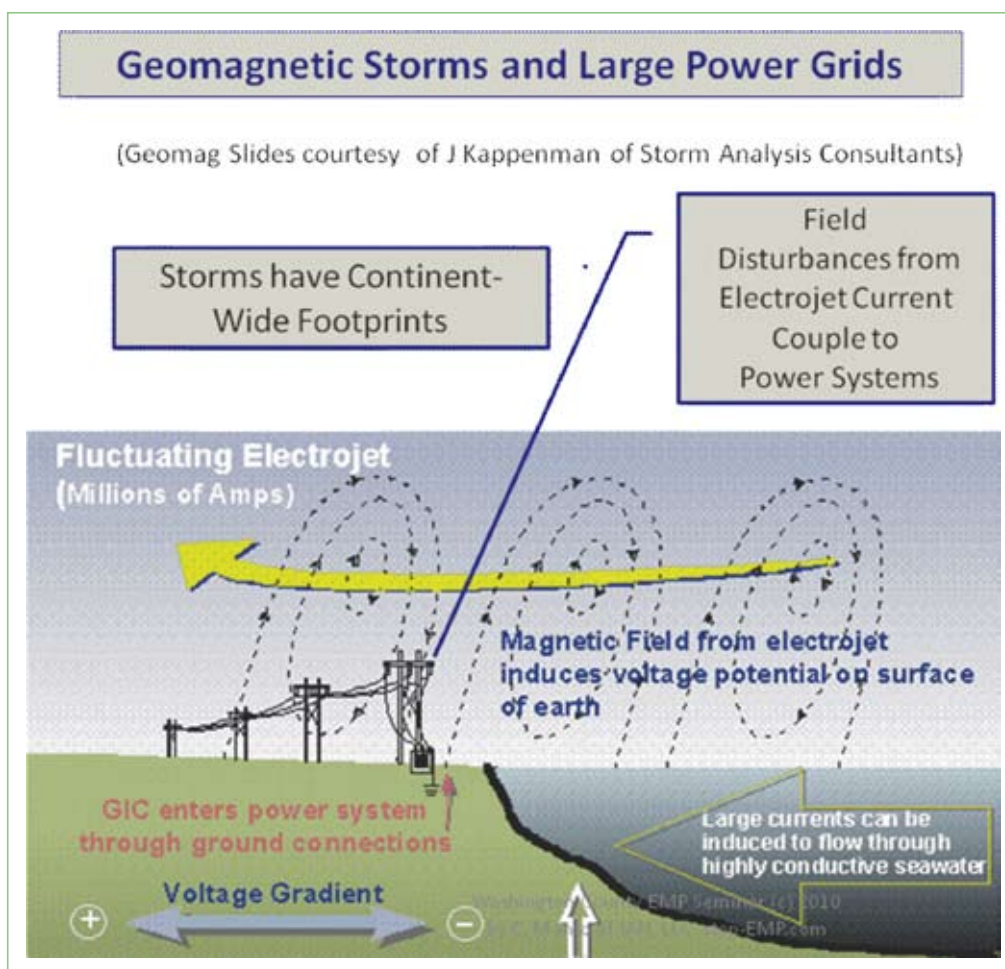 Geomagnetic Storms and Large Power Grids
(Geomag Slides courtesy of J Kappenman of Storm Analysis Consultants)
Storms have Continent-
Wide Footprints
Field
Disturbances from
Electrojet Current
Couple to
Power Systems
Fluctuating Electrojet
(Millions of Amps)
Magnetic Field from electrojet
induces voltage potential on surface
of earth
GIC enters power system
through ground connections
Large currents can be
induced to flow through
highly conductive seawater
Voltage Gradient
+
−
EMP seminar (c) 2010